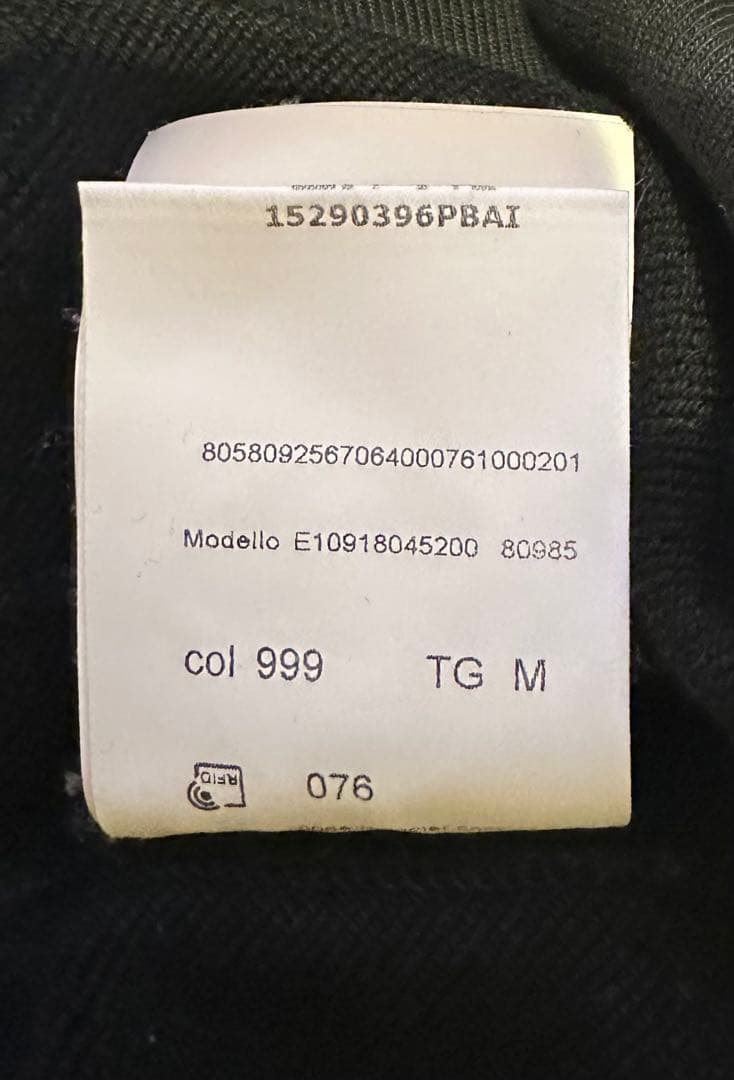 15290396PBAI
8058092567064000761000201
Modello E10918045200 80985
col 999 TG M
RFID 076